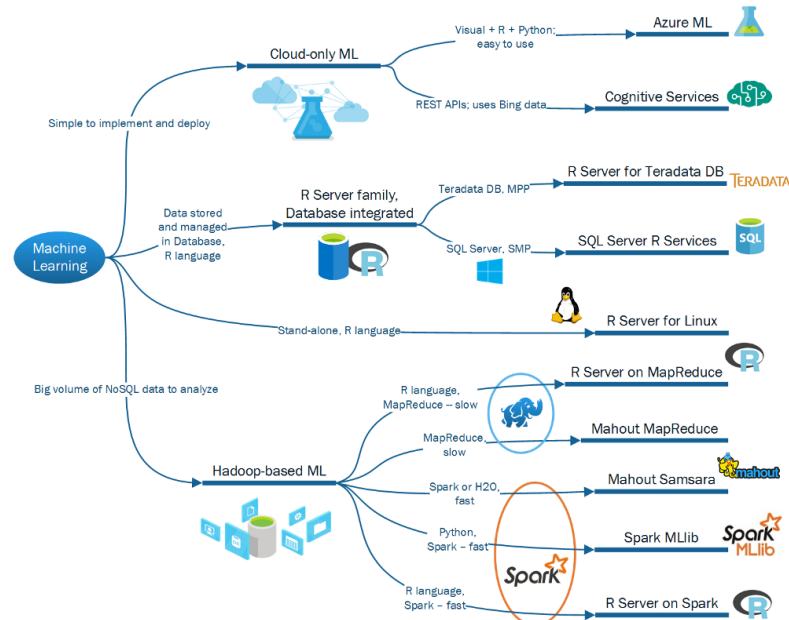 Visual + R + Python;
easy to use
Azure ML
Cloud-only ML
REST APIs; uses Bing data
Cognitive Services
Simple to implement and deploy
R Server family,
Database integrated
Teradata DB, MPP
R Server for Teradata DB
TERADATA
Data stored
and managed
in Database,
R language
SQL Server, SMP
SQL Server R Services
SQL
R
Machine
Learning
Stand-alone, R language
R Server for Linux
Big volume of NoSQL data to analyze
R language,
MapReduce -- slow
R Server on MapReduce
R
MapReduce,
slow
Mahout MapReduce
Hadoop-based ML
Spark or H2O,
fast
Mahout Samsara
mahout
Python,
Spark – fast
Spark MLlib
Spark
MLlib
Spark
R language,
Spark – fast
R Server on Spark
R